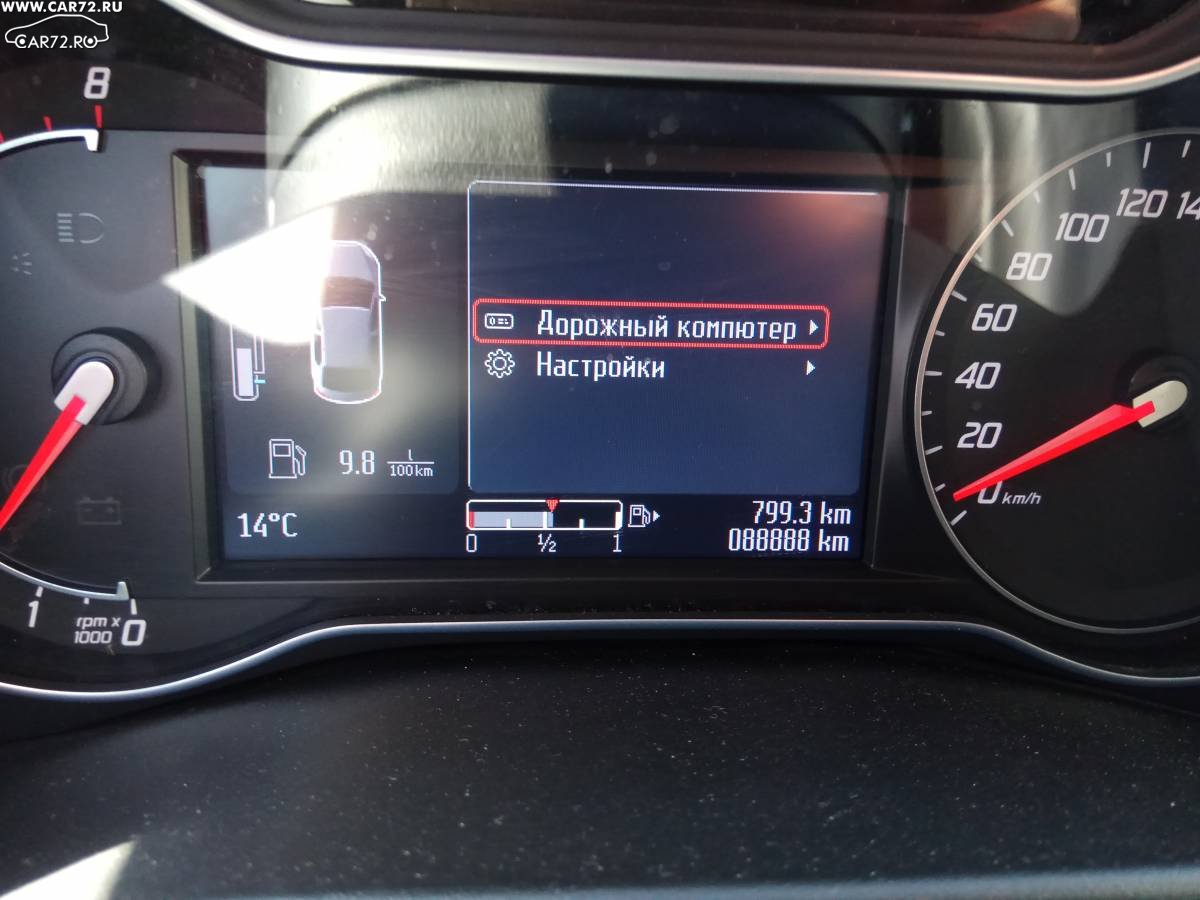 WWW.CAR72.RU
CAR72.RU
8
Дорожный компютер
Настройки
9.8 l/100km
14°C
0 ½ 1
799.3 km
088888 km
1 rpm x 1000 0
0 km/h
20
40
60
80
100
120
14